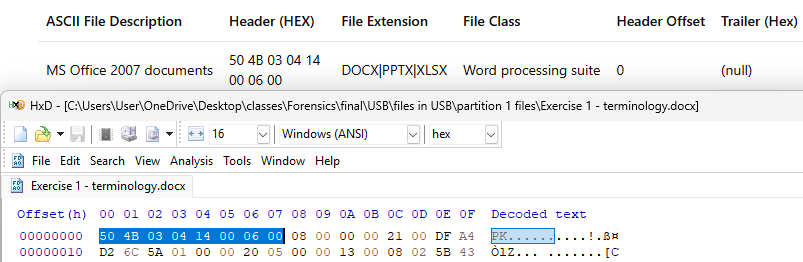 ASCII File Description Header (HEX) File Extension File Class Header Offset Trailer (Hex)
50 4B 03 04 14
MS Office 2007 documents DOCX|PPTX|XLSX Word processing suite 0 (null)
00 06 00
HxD - [C:\Users\User\OneDrive\Desktop\classes\Forensics\final\USB\files in USB\partition 1 files\Exercise 1 - terminology.docx]
16 Windows (ANSI) hex
File Edit Search View Analysis Tools Window Help
Exercise 1 - terminology.docx
Offset(h) 00 01 02 03 04 05 06 07 08 09 0A 0B 0C 0D 0E 0F Decoded text
00000000 50 4B 03 04 14 00 06 00 08 00 00 00 21 00 DF A4 PK..........!.ß¤
00000010 D2 6C 5A 01 00 00 20 05 00 00 13 00 08 02 5B 43 ÒlZ... .......[C